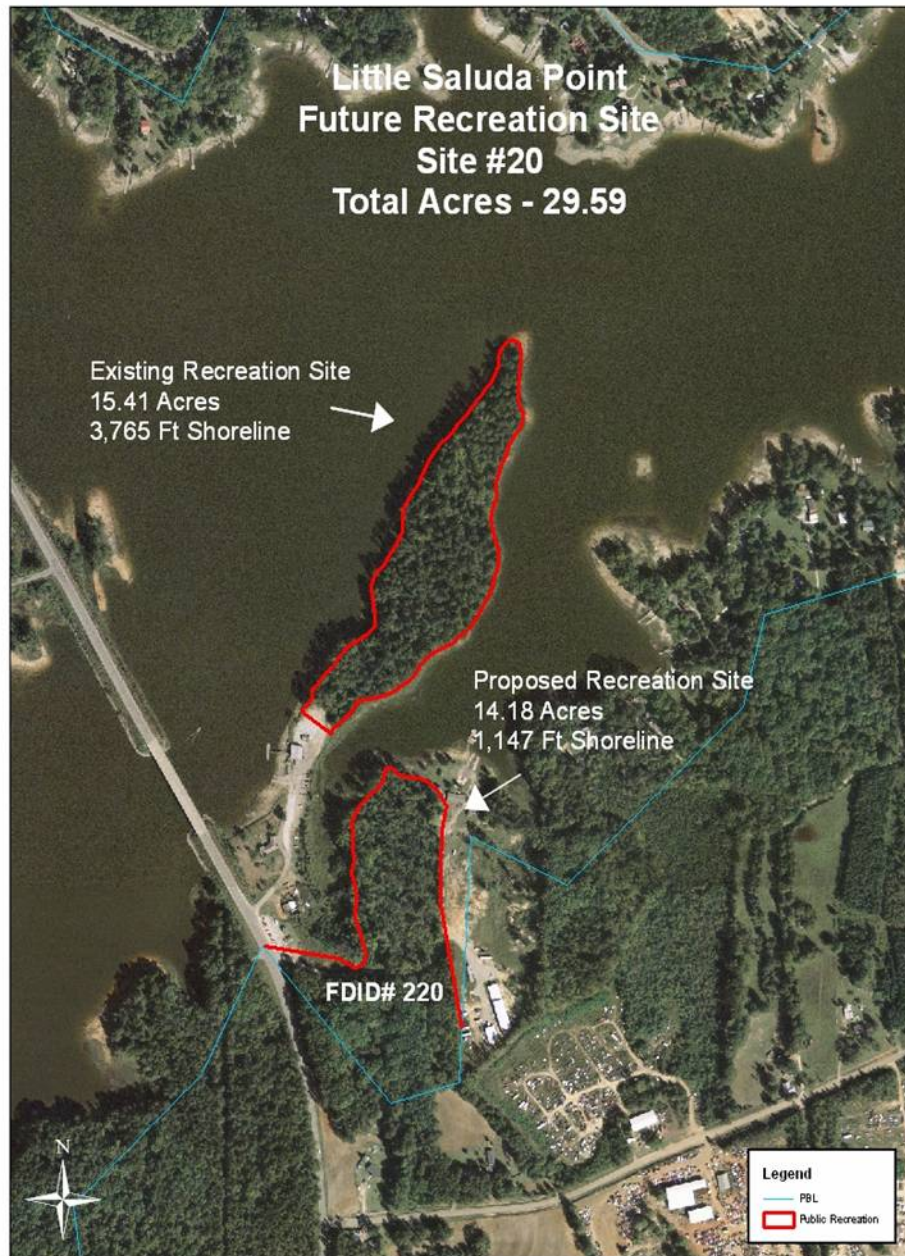 Little Saluda Point
Future Recreation Site
Site #20
Total Acres - 29.59
Existing Recreation Site
15.41 Acres
3,765 Ft Shoreline
Proposed Recreation Site
14.18 Acres
1,147 Ft Shoreline
FDID# 220
N
Legend
PBL
Public Recreation